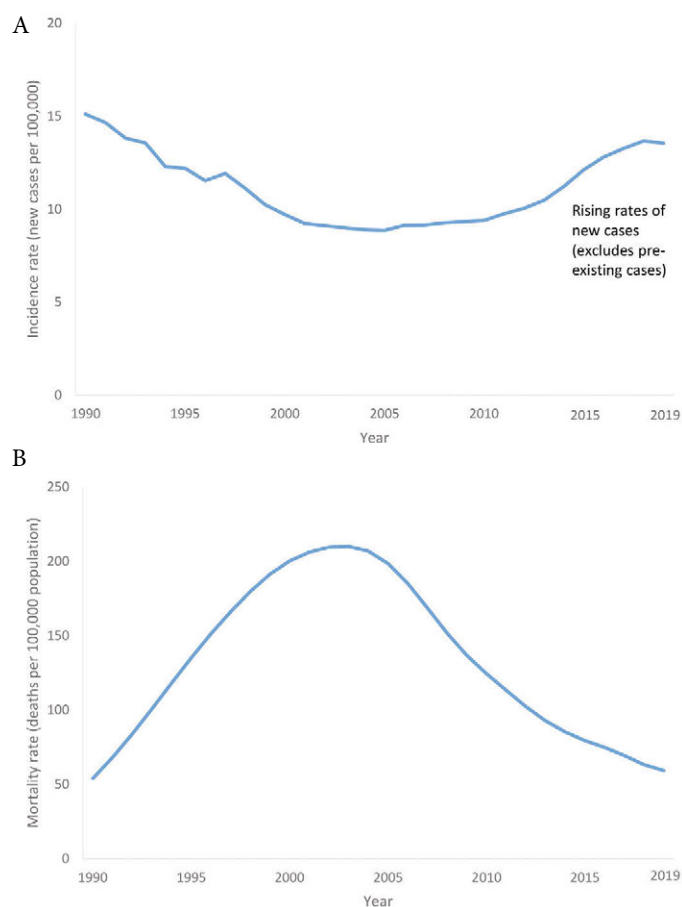 A
Incidence rate (new cases per 100,000)
20
15
10
5
0
Rising rates of
new cases
(excludes pre-
existing cases)
1990 1995 2000 2005 2010 2015 2019
Year
B
Mortality rate (deaths per 100,000 population)
250
200
150
100
50
0
1990 1995 2000 2005 2010 2015 2019
Year